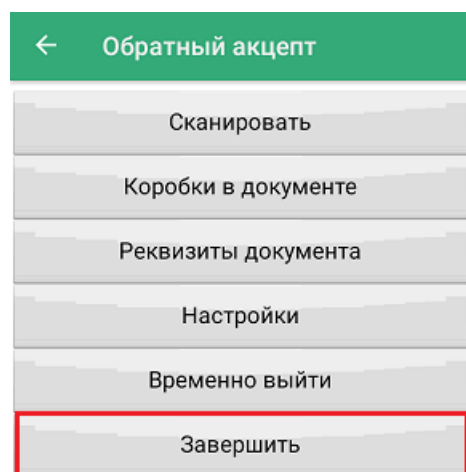 Обратный акцепт
Сканировать
Коробки в документе
Реквизиты документа
Настройки
Временно выйти
Завершить